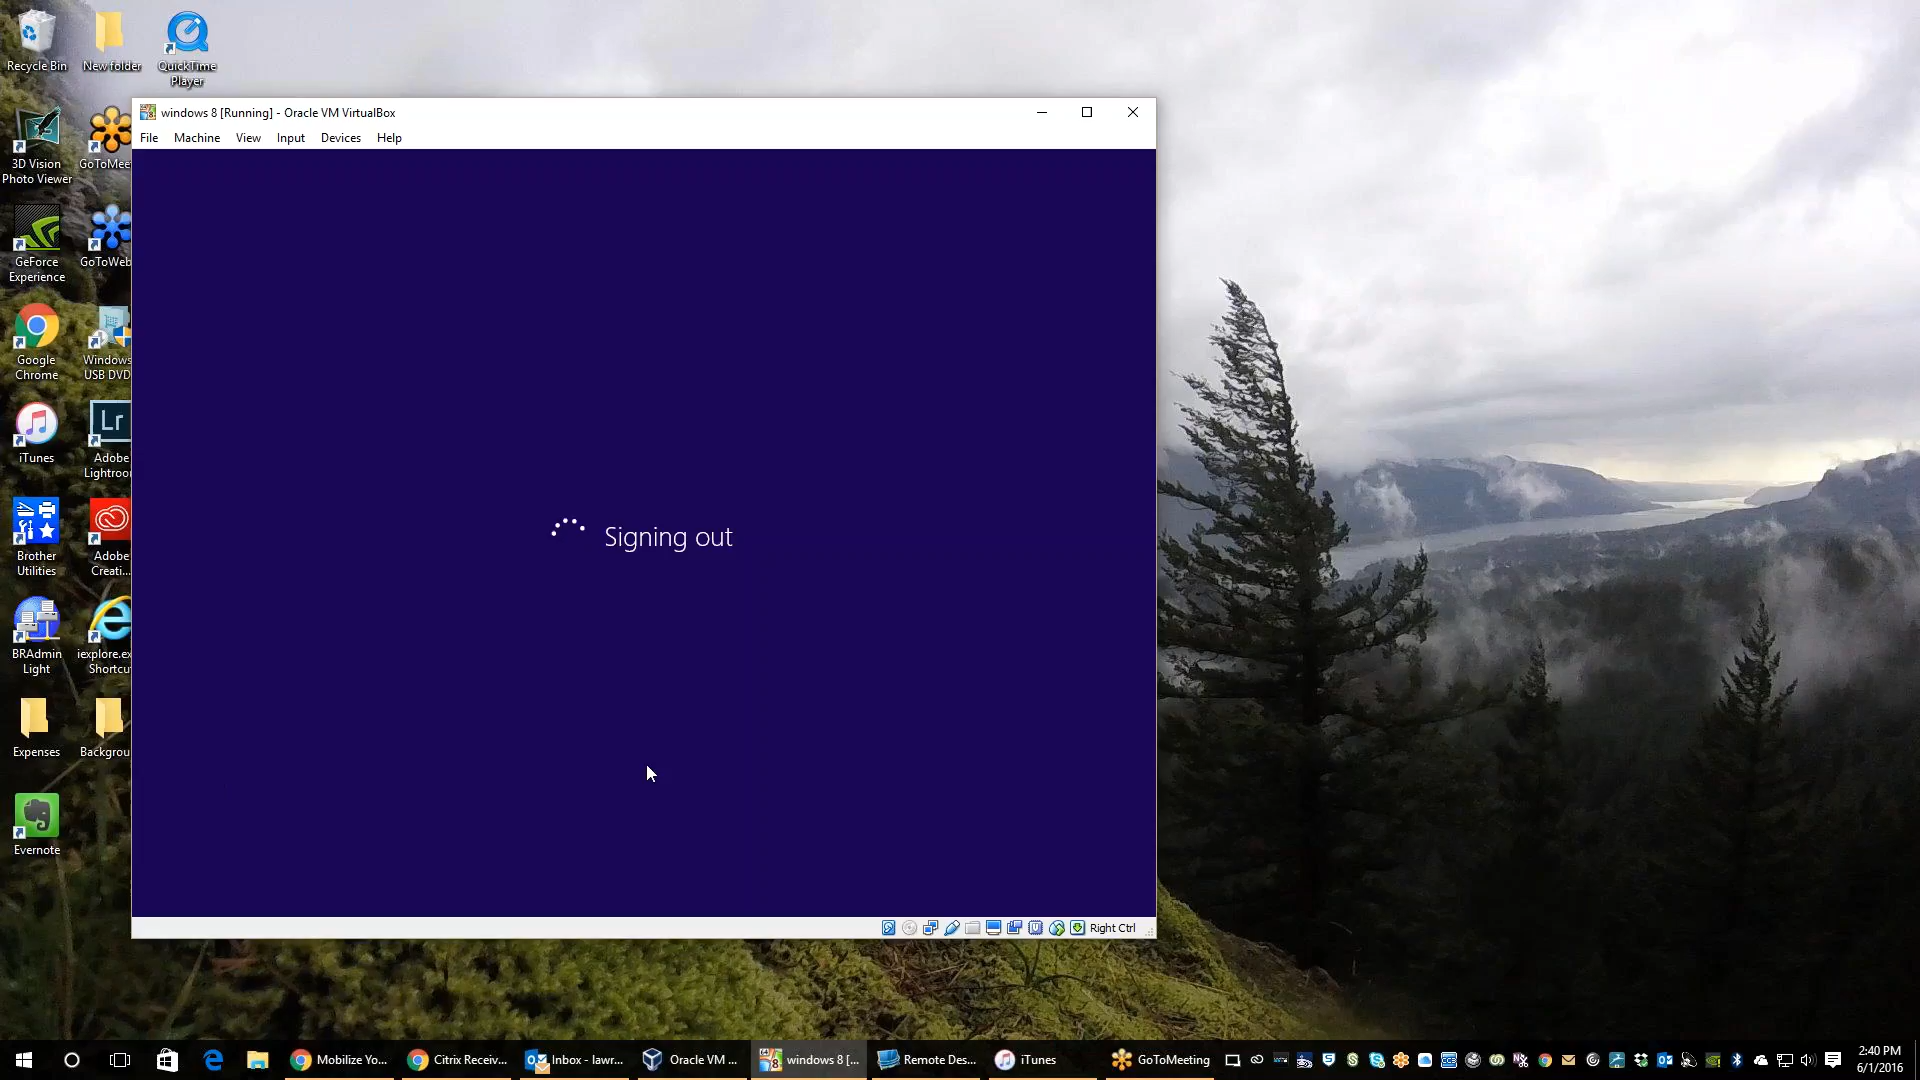 Recycle Bin
New folder
QuickTime
Player
windows 8 [Running] - Oracle VM VirtualBox
File Machine View Input Devices Help
3D Vision
Photo Viewer
GoToMee
GeForce
Experience
GoToWeb
Google
Chrome
Windows
USB DVD
iTunes
Lr
Adobe
Lightroo
Signing out
Brother
Utilities
Adobe
Creati...
BRAdmin
Light
iexplore.ex
Shortcu
Expenses
Backgrou
Evernote
Right Ctrl
Mobilize Yo...
Citrix Receiv...
Inbox - lawr...
Oracle VM ...
windows 8 [...
Remote Des...
iTunes
GoToMeeting
2:40 PM
6/1/2016